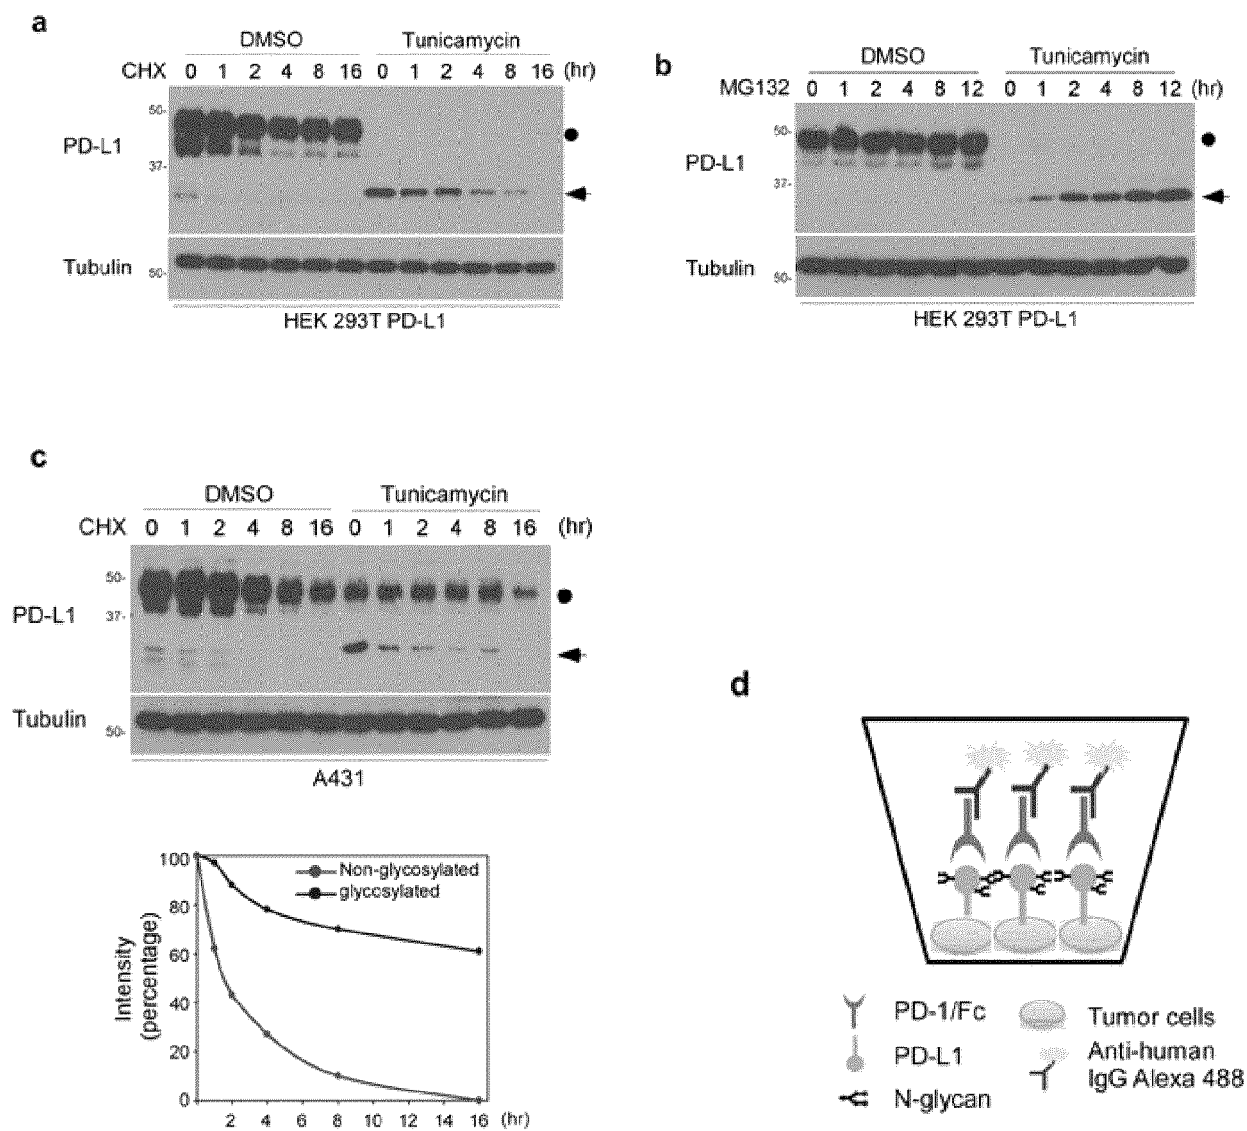 a
DMSO Tunicamycin
CHX 0 1 2 4 8 16 0 1 2 4 8 16 (hr)
50-
PD-L1
37-
Tubulin
50-
HEK 293T PD-L1
b
DMSO Tunicamycin
MG132 0 1 2 4 8 12 0 1 2 4 8 12 (hr)
50-
PD-L1
37-
Tubulin
50-
HEK 293T PD-L1
c
DMSO Tunicamycin
CHX 0 1 2 4 8 16 0 1 2 4 8 16 (hr)
50-
PD-L1
37-
Tubulin
50-
A431
Intensity
(percentage)
100
80
60
40
20
0
Non-glycosylated
glyccsylated
2 4 6 8 10 12 14 16 (hr)
d
PD-1/Fc
PD-L1
N-glycan
Tumor cells
Anti-human
IgG Alexa 488